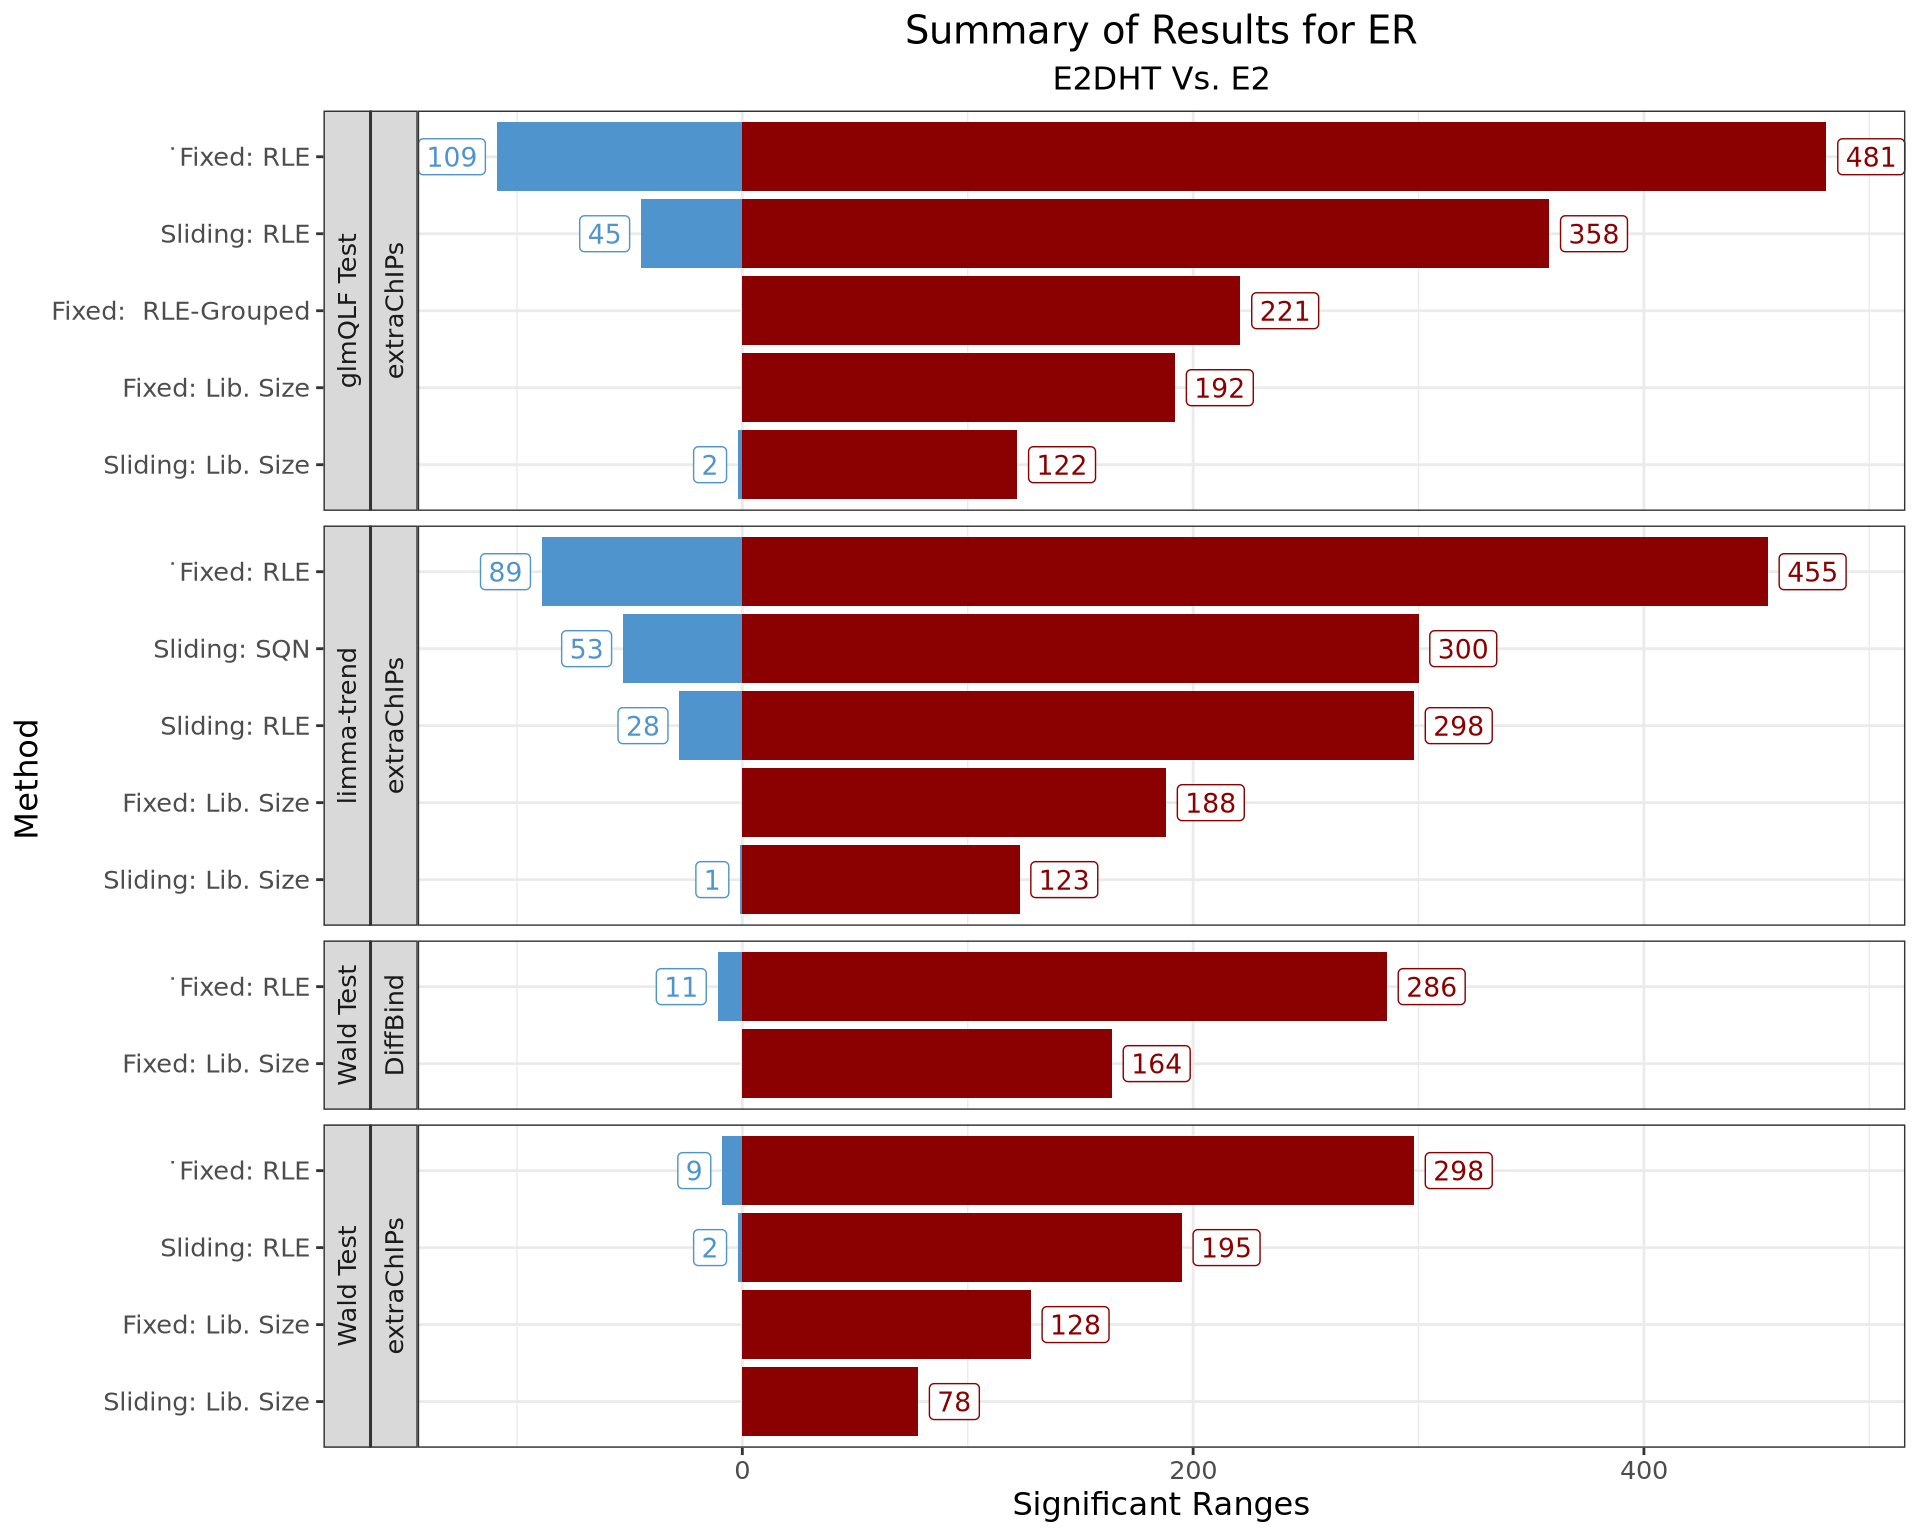 Summary of Results for ER
E2DHT Vs. E2
Method
glmQLF Test
extraChIPs
˙Fixed: RLE
109
481
Sliding: RLE
45
358
Fixed:  RLE-Grouped
221
Fixed: Lib. Size
192
Sliding: Lib. Size
2
122
limma-trend
extraChIPs
˙Fixed: RLE
89
455
Sliding: SQN
53
300
Sliding: RLE
28
298
Fixed: Lib. Size
188
Sliding: Lib. Size
1
123
Wald Test
DiffBind
˙Fixed: RLE
11
286
Fixed: Lib. Size
164
Wald Test
extraChIPs
˙Fixed: RLE
9
298
Sliding: RLE
2
195
Fixed: Lib. Size
128
Sliding: Lib. Size
78
0
200
400
Significant Ranges